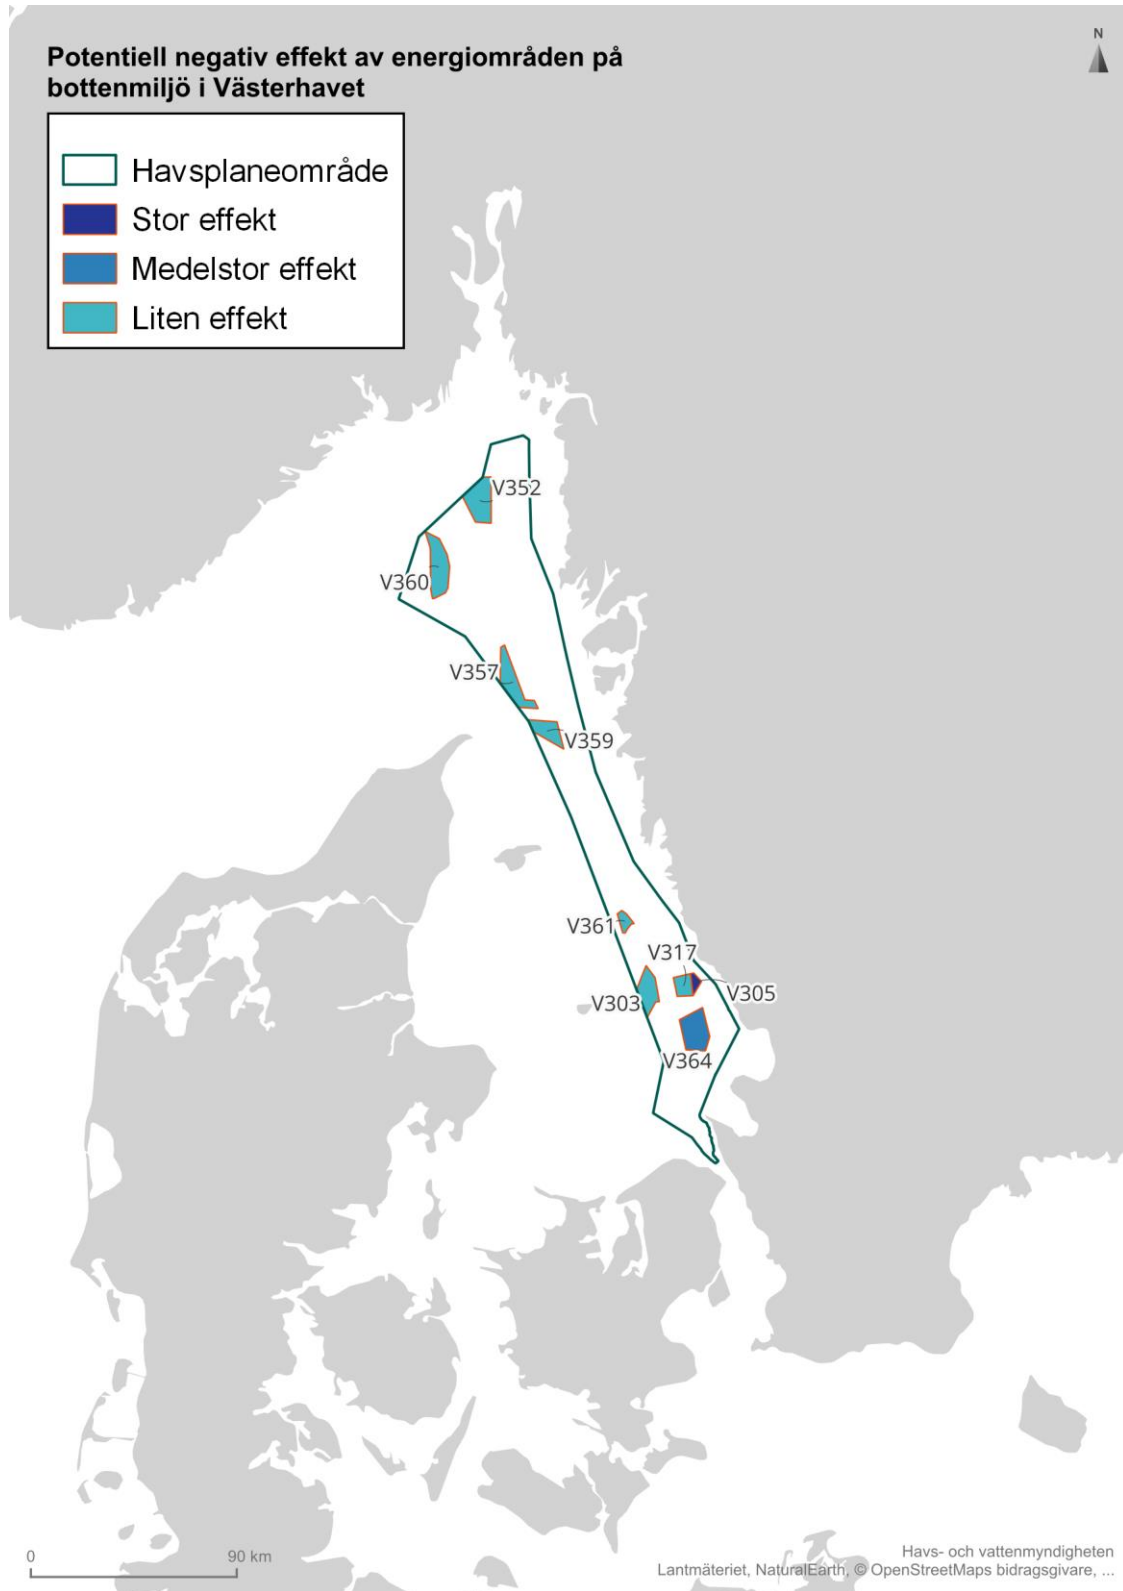 Potentiell negativ effekt av energiområden på
bottenmiljö i Västerhavet
N
Havsplaneområde
Stor effekt
Medelstor effekt
Liten effekt
V352
V360
V357
V359
V361
V317
V303
V305
V364
0 90 km
Havs- och vattenmyndigheten
Lantmäteriet, NaturalEarth, © OpenStreetMaps bidragsgivare, ...